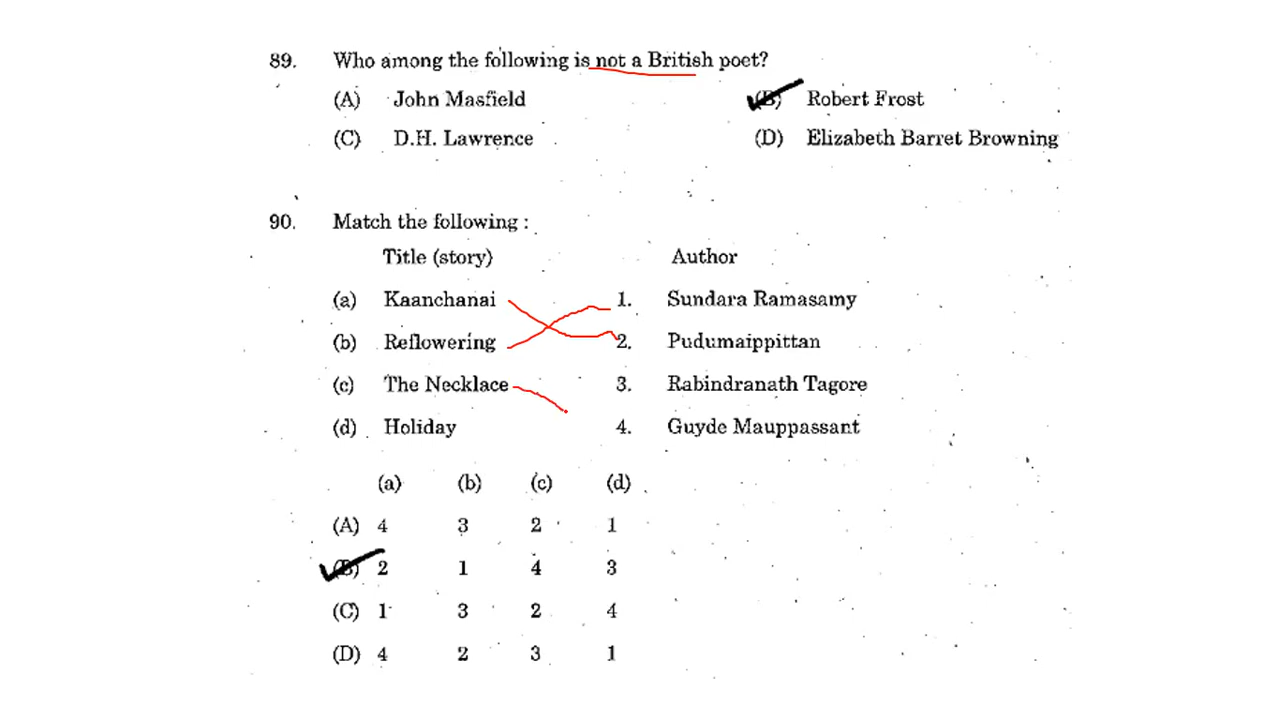 89. Who among the following is not a British poet?
(A) John Masfield (B) Robert Frost
(C) D.H. Lawrence (D) Elizabeth Barret Browning
90. Match the following :
Title (story) Author
(a) Kaanchanai 1. Sundara Ramasamy
(b) Reflowering 2. Pudumaippittan
(c) The Necklace 3. Rabindranath Tagore
(d) Holiday 4. Guyde Mauppassant
(a) (b) (c) (d)
(A) 4 3 2 1
(B) 2 1 4 3
(C) 1 3 2 4
(D) 4 2 3 1